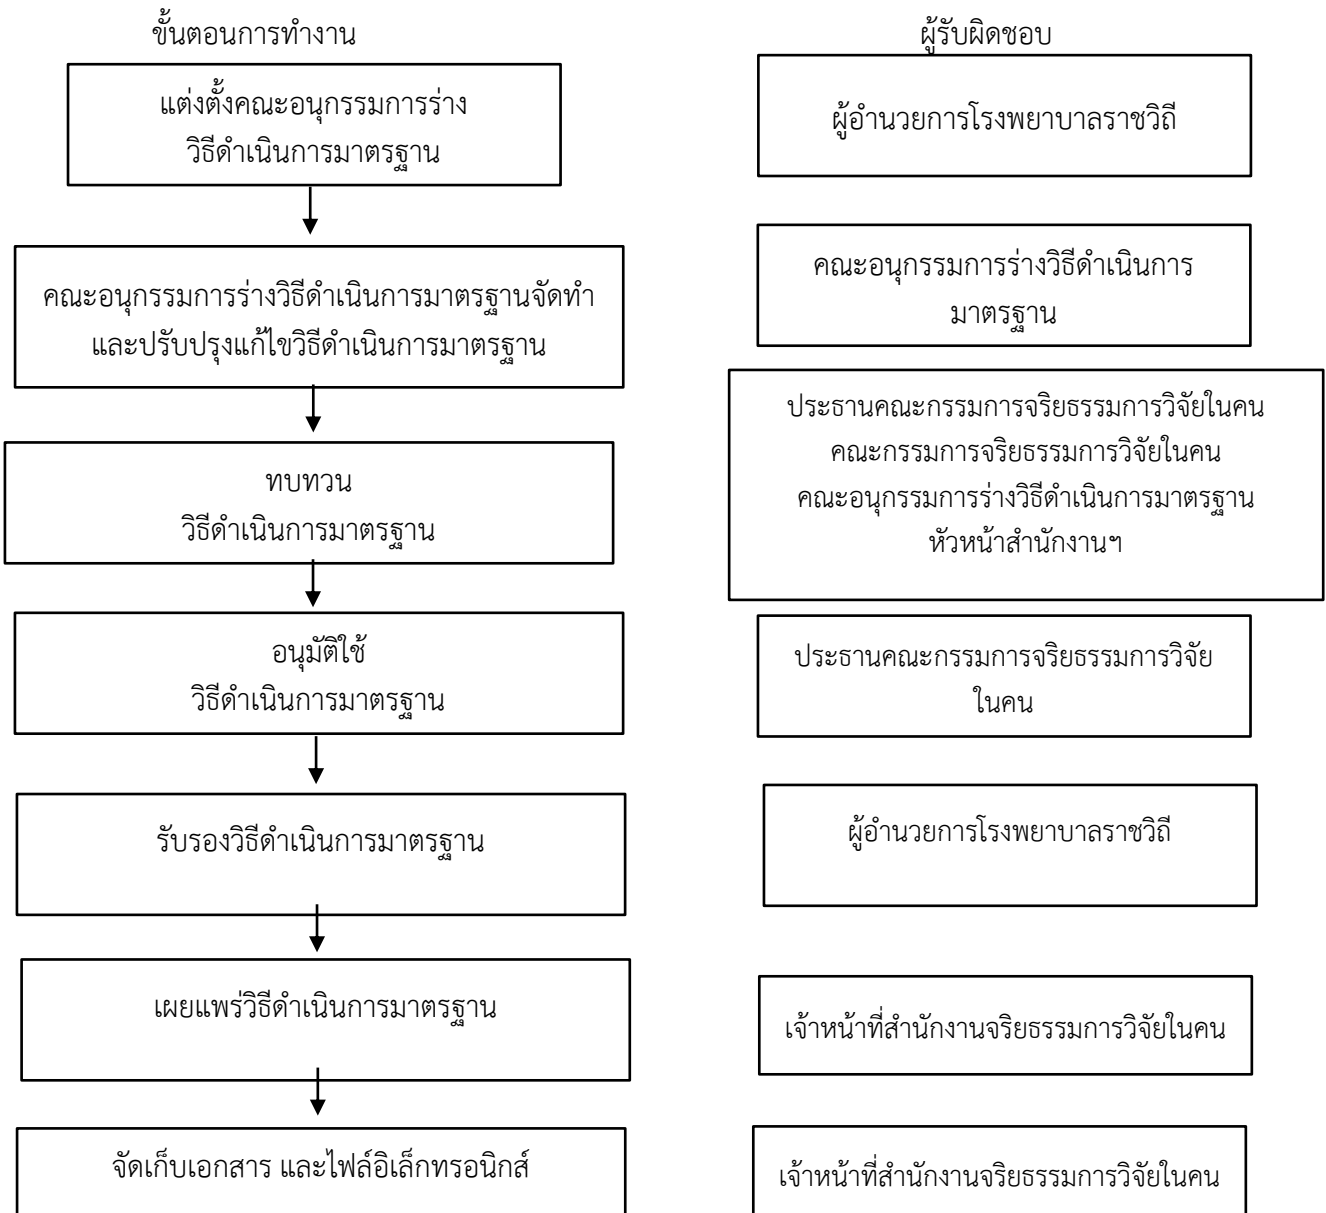 ขั้นตอนการทำงาน
ผู้รับผิดชอบ
แต่งตั้งคณะอนุกรรมการร่าง
วิธีดำเนินการมาตรฐาน
ผู้อำนวยการโรงพยาบาลราชวิถี
คณะอนุกรรมการร่างวิธีดำเนินการมาตรฐานจัดทำ
และปรับปรุงแก้ไขวิธีดำเนินการมาตรฐาน
คณะอนุกรรมการร่างวิธีดำเนินการ
มาตรฐาน
ทบทวน
วิธีดำเนินการมาตรฐาน
ประธานคณะกรรมการจริยธรรมการวิจัยในคน
คณะกรรมการจริยธรรมการวิจัยในคน
คณะอนุกรรมการร่างวิธีดำเนินการมาตรฐาน
หัวหน้าสำนักงานฯ
อนุมัติใช้
วิธีดำเนินการมาตรฐาน
ประธานคณะกรรมการจริยธรรมการวิจัย
ในคน
รับรองวิธีดำเนินการมาตรฐาน
ผู้อำนวยการโรงพยาบาลราชวิถี
เผยแพร่วิธีดำเนินการมาตรฐาน
เจ้าหน้าที่สำนักงานจริยธรรมการวิจัยในคน
จัดเก็บเอกสาร และไฟล์อิเล็กทรอนิกส์
เจ้าหน้าที่สำนักงานจริยธรรมการวิจัยในคน